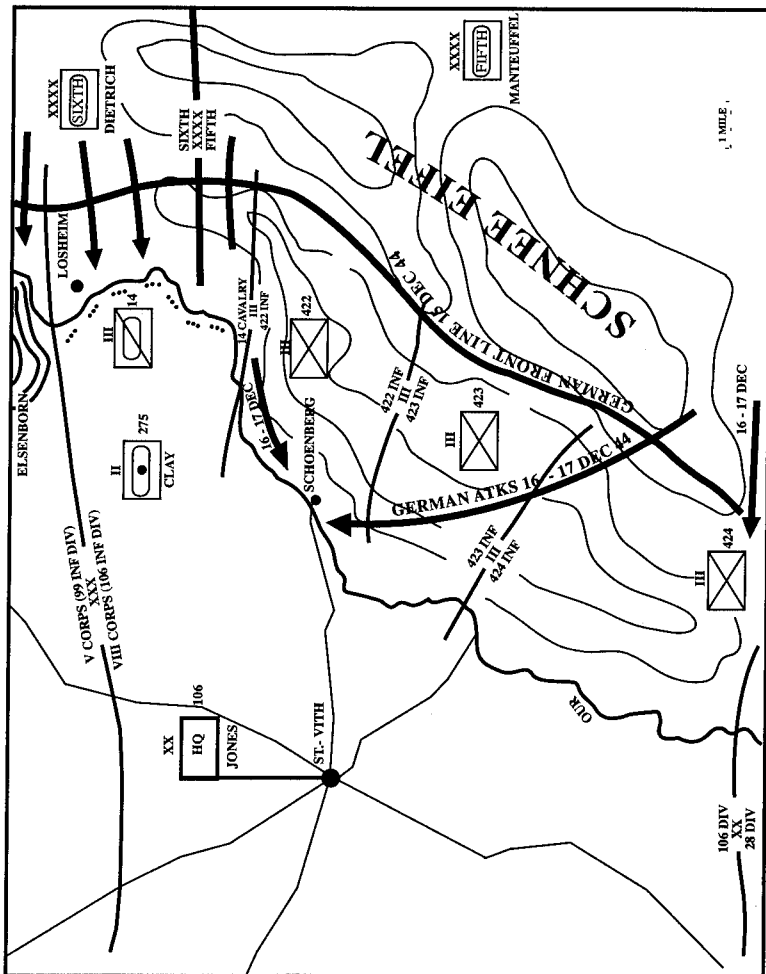 ELSENBORN
LOSHEIM
XXXX
SIXTH
DIETRICH
SIXTH
XXXX
FIFTH
XXXX
FIFTH
MANTEUFFEL
SCHNEE EIFEL
1 MILE
V CORPS (99 INF DIV)
XXX
VIII CORPS (106 INF DIV)
II
275
CLAY
III
14
14 CAVALRY
III
422 INF
16 - 17 DEC
III
422
SCHOENBERG
GERMAN FRONT LINE 15 DEC 44
422 INF
III
423 INF
III
423
GERMAN ATKS 16 - 17 DEC 44
16 - 17 DEC
423 INF
III
424 INF
III
424
XX
106
HQ
JONES
ST.- VITH
OUR
106 DIV
XX
28 DIV